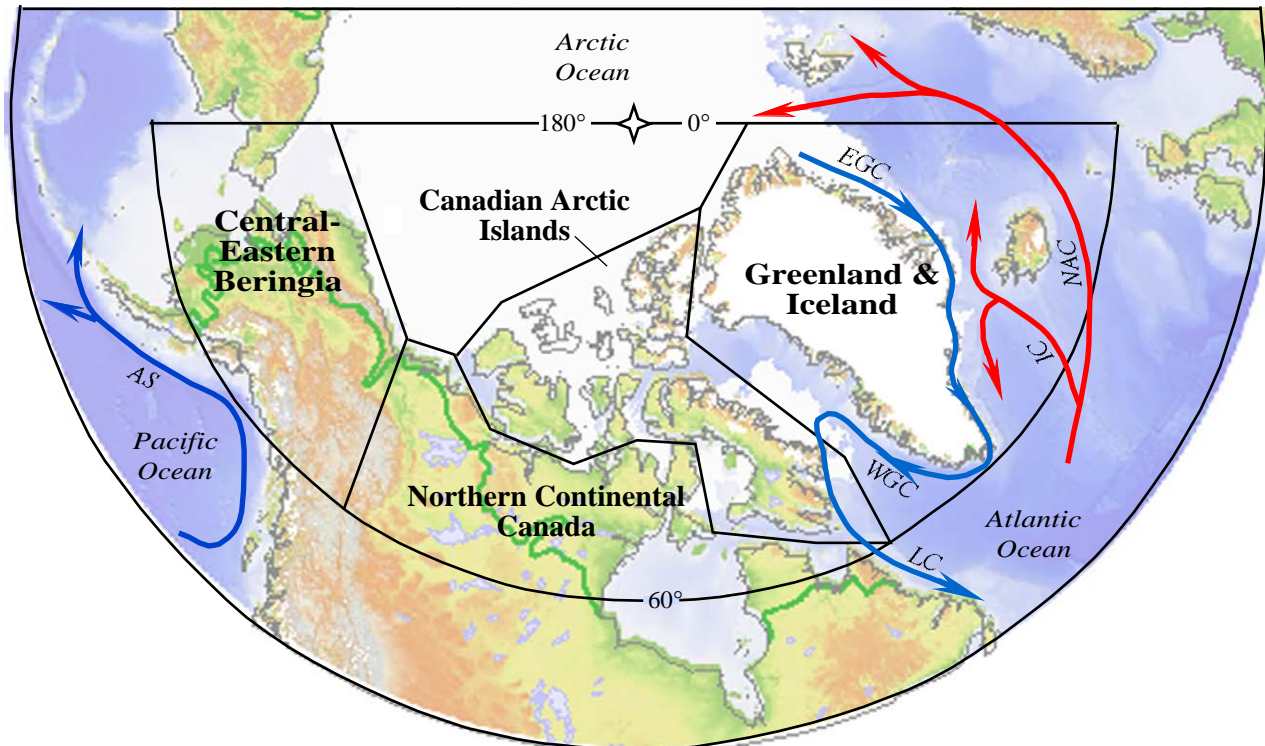 Arctic
Ocean
180°
0°
EGC
Canadian Arctic
Islands
Central-
Eastern
Beringia
Greenland &
Iceland
NAC
IC
AS
Pacific
Ocean
WGC
Northern Continental
Canada
Atlantic
Ocean
LC
60°